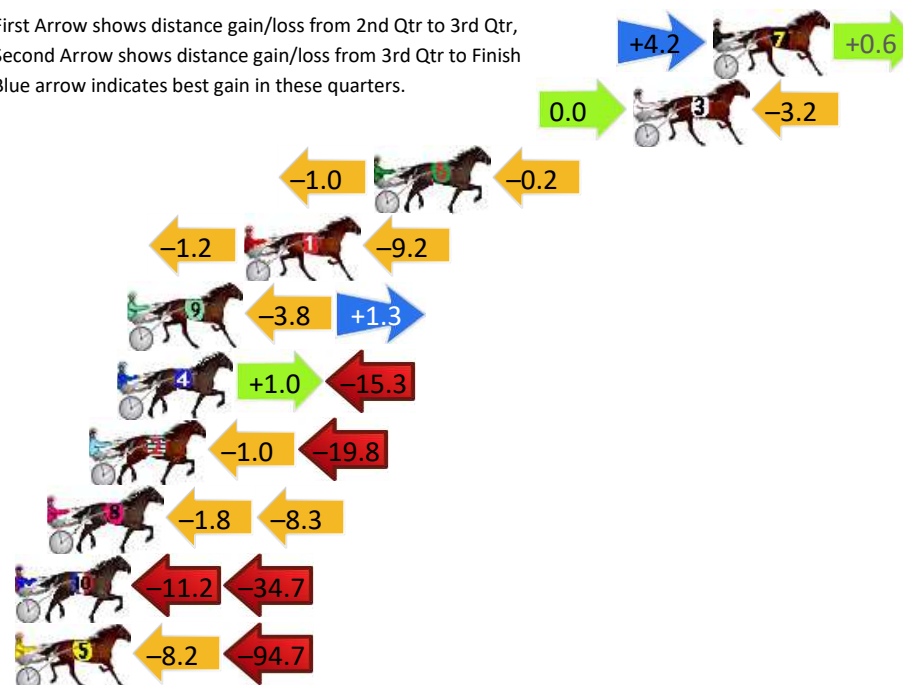 First Arrow shows distance gain/loss from 2nd Qtr to 3rd Qtr,
Second Arrow shows distance gain/loss from 3rd Qtr to Finish
Blue arrow indicates best gain in these quarters.
+4.2 7 +0.6
0.0 3 –3.2
–1.0 6 –0.2
–1.2 1 –9.2
9 –3.8 +1.3
4 +1.0 –15.3
2 –1.0 –19.8
8 –1.8 –8.3
10 –11.2 –34.7
5 –8.2 –94.7